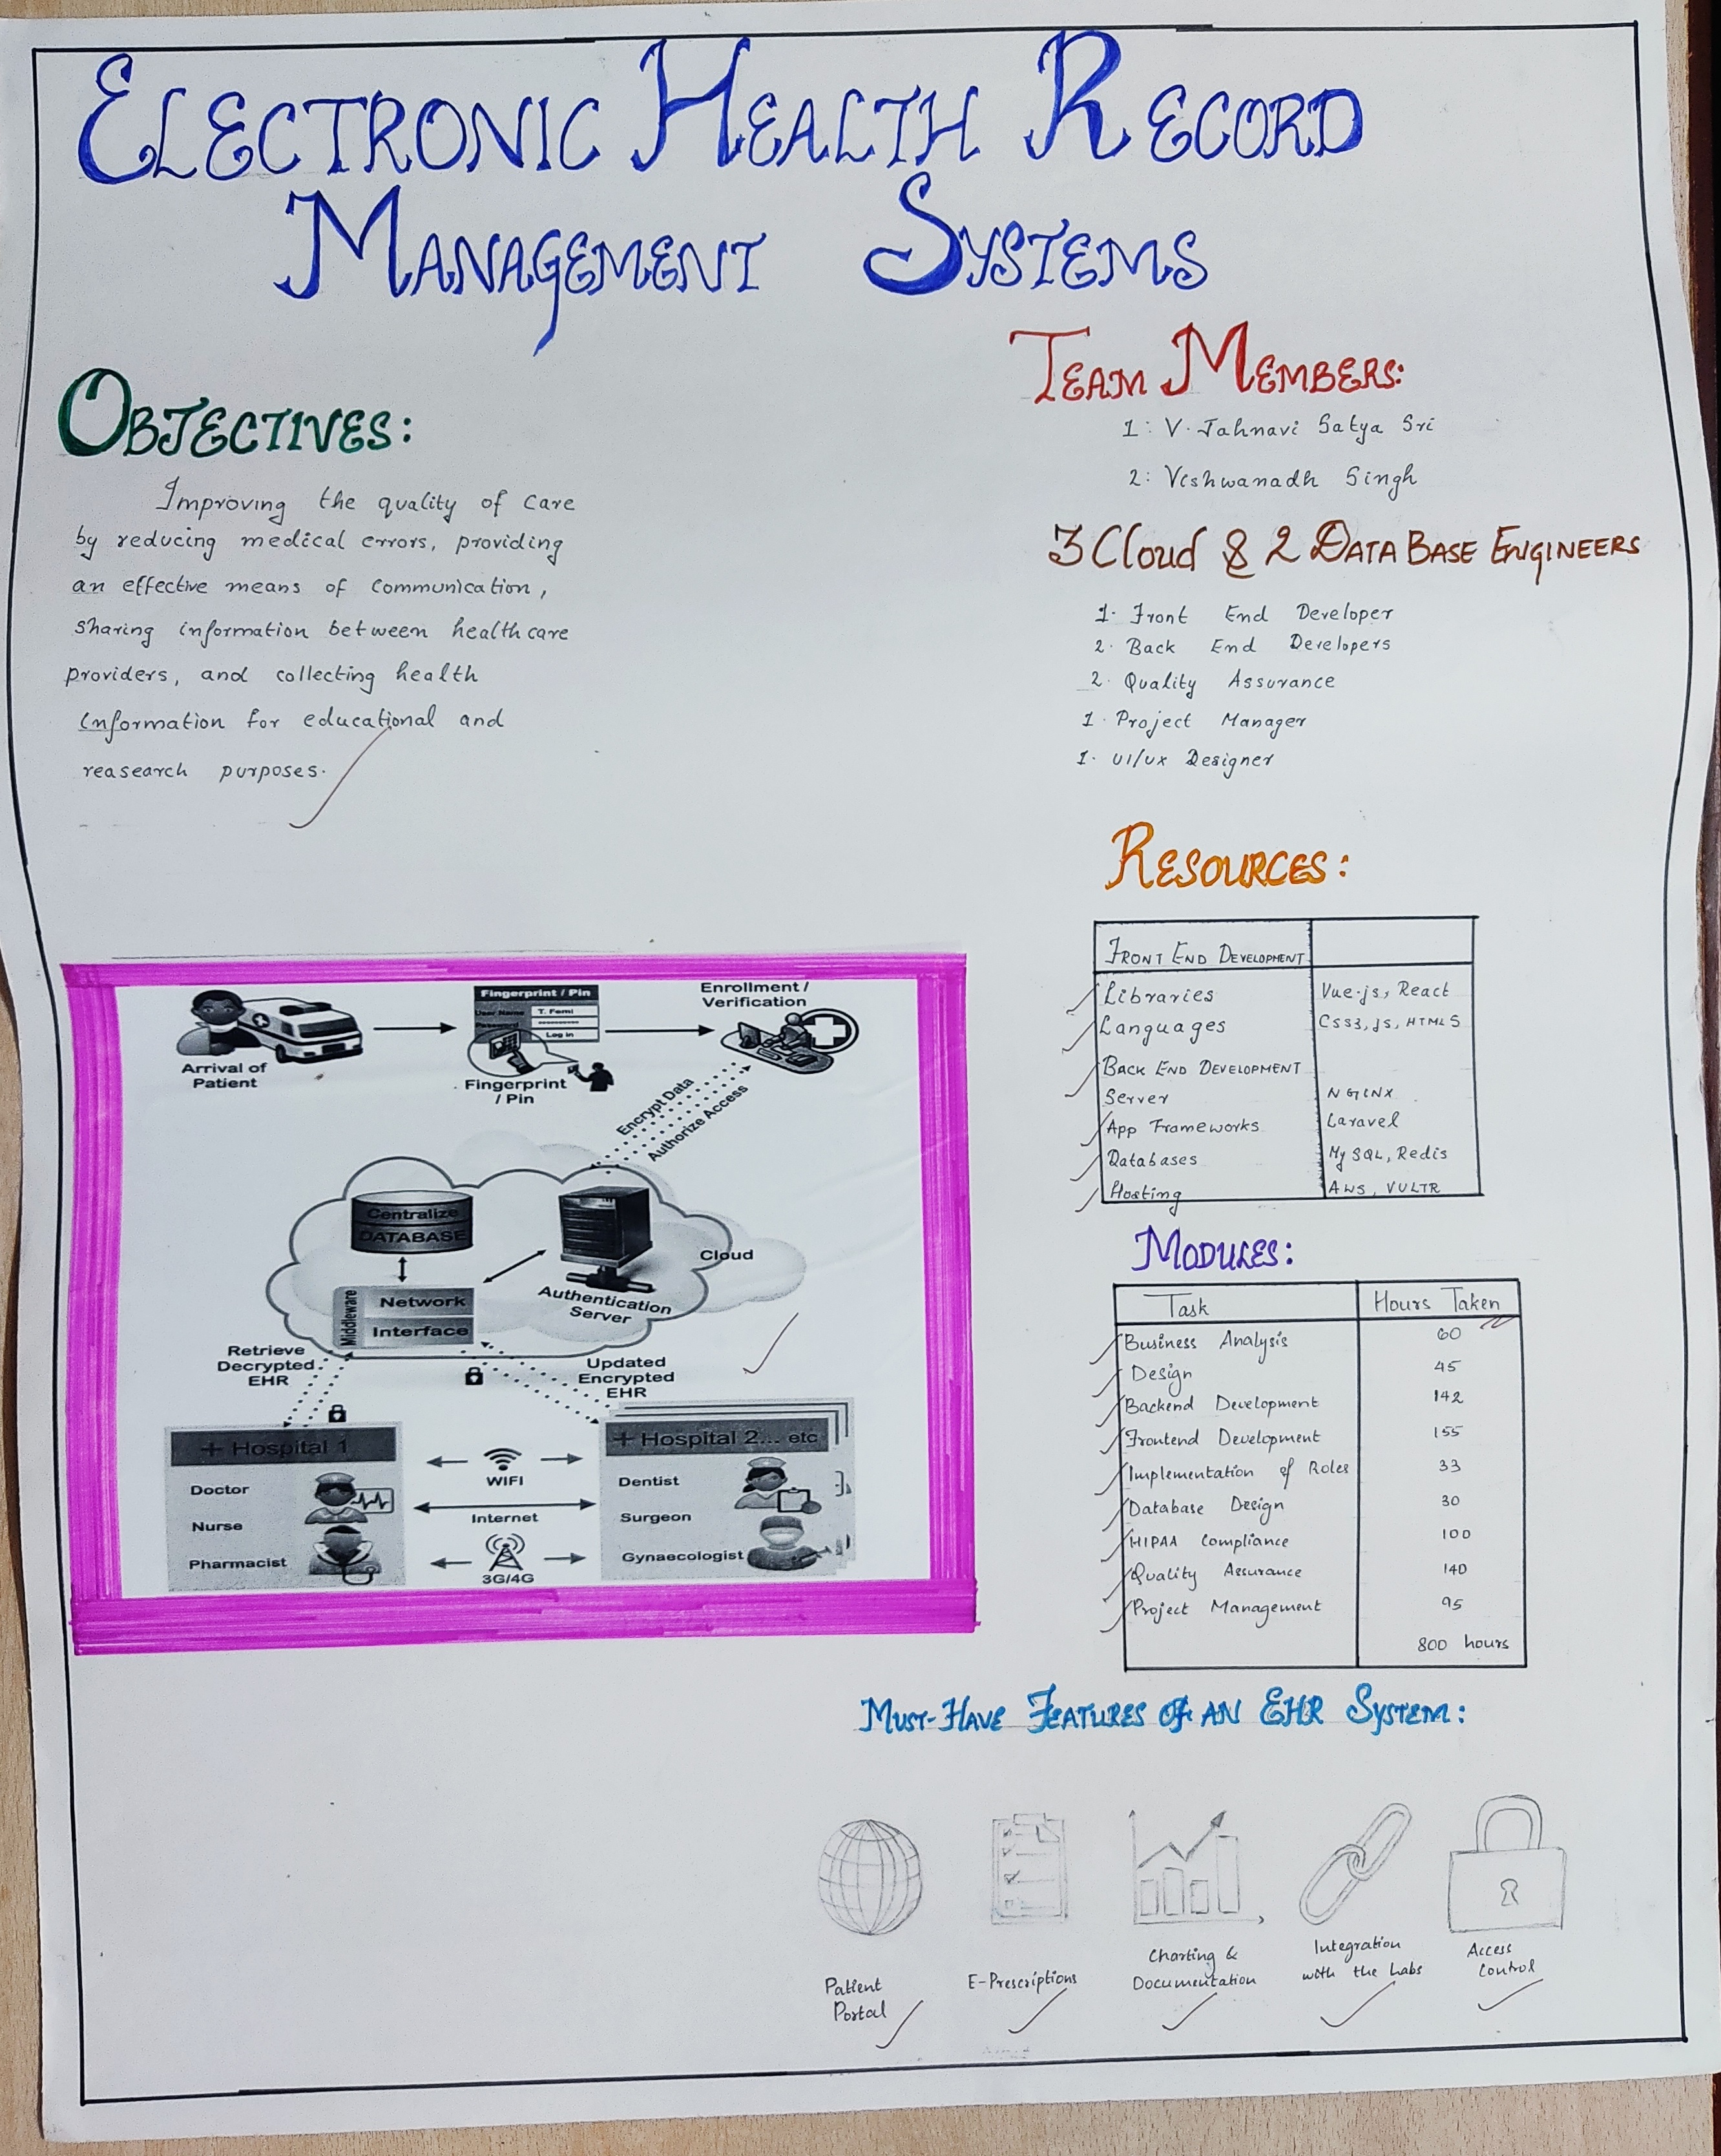 ELECTRONIC HEALTH RECORD
MANAGEMENT SYSTEMS
OBJECTIVES:
Improving the quality of care
by reducing medical errors, providing
an effective means of communication,
sharing information between healthcare
providers, and collecting health
information for educational and
reasearch purposes.
TEAM MEMBERS:
1: V. Jahnavi Satya Sri
2: Vishwanadh Singh
3 Cloud & 2 DATA BASE ENGINEERS
1. Front End Developer
2. Back End Developers
2. Quality Assurance
1. Project Manager
1. UI/UX Designer
RESOURCES:
FRONT END DEVELOPMENT
Libraries Vue.js, React
Languages CSS3, js, HTML5
BACK END DEVELOPMENT
Server NGINX
App Frameworks Laravel
Databases My SQL, Redis
Hosting AWS, VULTR
Arrival of
Patient
Fingerprint / Pin
User Name T. Femi
Password **********
Log in
Fingerprint
/ Pin
Enrollment /
Verification
Encrypt Data
Authorize Access
Centralize
DATABASE
Cloud
Middleware
Network
Interface
Authentication
Server
Retrieve
Decrypted
EHR
Updated
Encrypted
EHR
+ Hospital 1
Doctor
Nurse
Pharmacist
WIFI
Internet
3G/4G
+ Hospital 2... etc
Dentist
Surgeon
Gynaecologist
MODULES:
Task Hours Taken
Business Analysis 60
Design 45
Backend Development 142
Frontend Development 155
Implementation of Roles 33
Database Design 30
HIPAA Compliance 100
Quality Assurance 140
Project Management 95
800 hours
MUST-HAVE FEATURES OF AN EHR SYSTEM:
Patient
Portal
E-Prescriptions
Charting &
Documentation
Integration
with the Labs
Access
Control